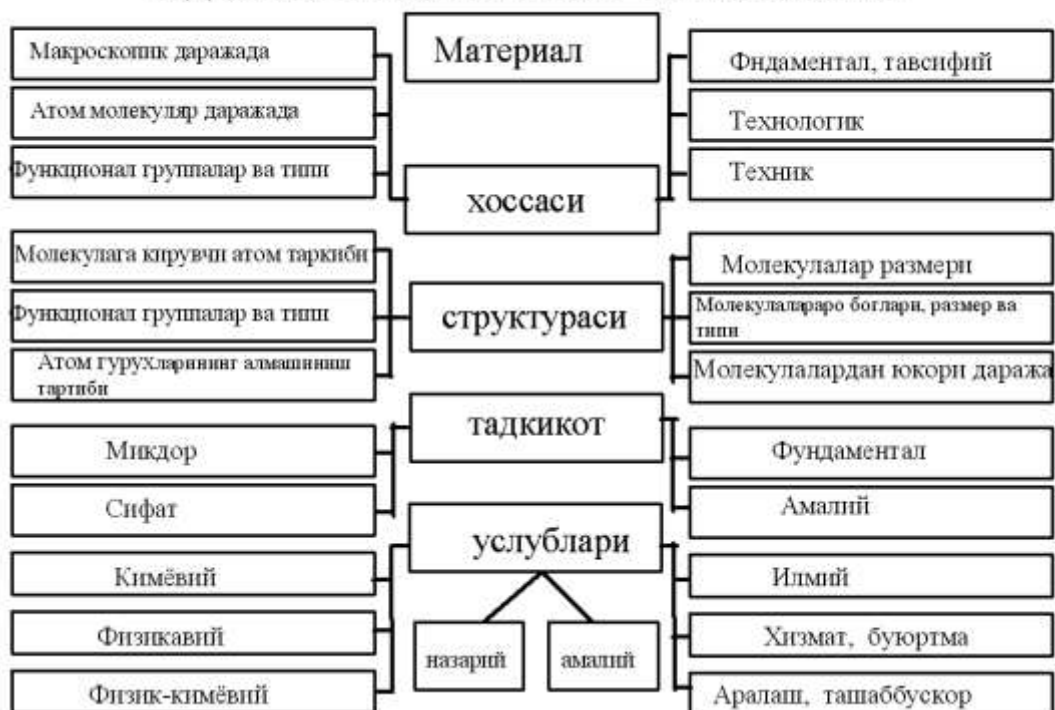 Материал
Макроскопик даражада
Атом молекуляр даражада
Функционал группалар ва типи
хоссаси
Фндаментал, тавсифий
Технологик
Техник
Молекулага кирувчи атом таркиби
Функционал группалар ва типи
Атом гурухларининг алмашиниш
тартиби
структураси
Молекулалар размери
Молекулалараро боглари, размер ва
типи
Молекулалардан юкори даража
тадкикот
Микдор
Сифат
Фундаментал
Амалий
услублари
Кимёвий
Физикавий
Физик-кимёвий
назарий
амалий
Илмий
Хизмат, буюртма
Аралаш, ташаббускор